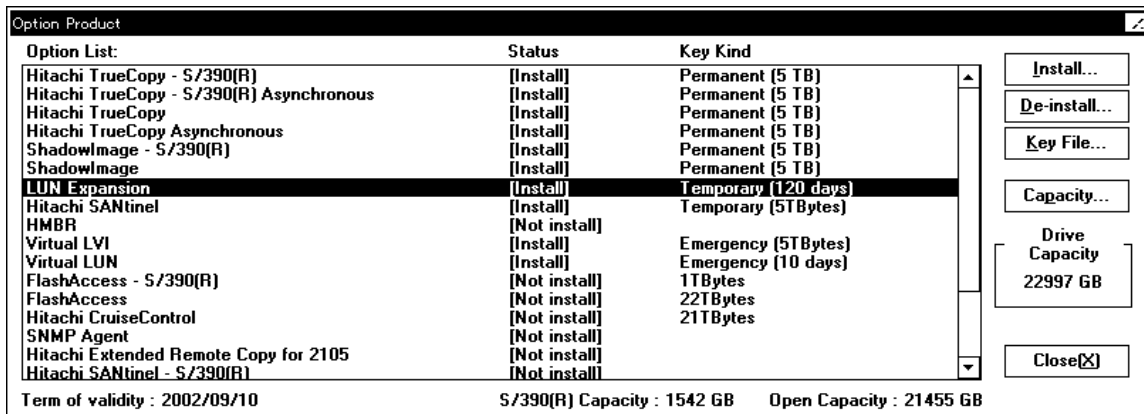 Option Product
Option List: Status Key Kind
Hitachi TrueCopy - S/390(R) [Install] Permanent (5 TB)
Hitachi TrueCopy - S/390(R) Asynchronous [Install] Permanent (5 TB)
Hitachi TrueCopy [Install] Permanent (5 TB)
Hitachi TrueCopy Asynchronous [Install] Permanent (5 TB)
ShadowImage - S/390(R) [Install] Permanent (5 TB)
ShadowImage [Install] Permanent (5 TB)
LUN Expansion [Install] Temporary (120 days)
Hitachi SANtinel [Install] Temporary (5TBytes)
HMBR [Not install]
Virtual LVI [Install] Emergency (5TBytes)
Virtual LUN [Install] Emergency (10 days)
FlashAccess - S/390(R) [Not install] 1TBytes
FlashAccess [Not install] 22TBytes
Hitachi CruiseControl [Not install] 21TBytes
SNMP Agent [Not install]
Hitachi Extended Remote Copy for 2105 [Not install]
Hitachi SANtinel - S/390(R) [Not install]
Install...
De-install...
Key File...
Capacity...
Drive
Capacity
22997 GB
Close(X)
Term of validity : 2002/09/10 S/390(R) Capacity : 1542 GB Open Capacity : 21455 GB